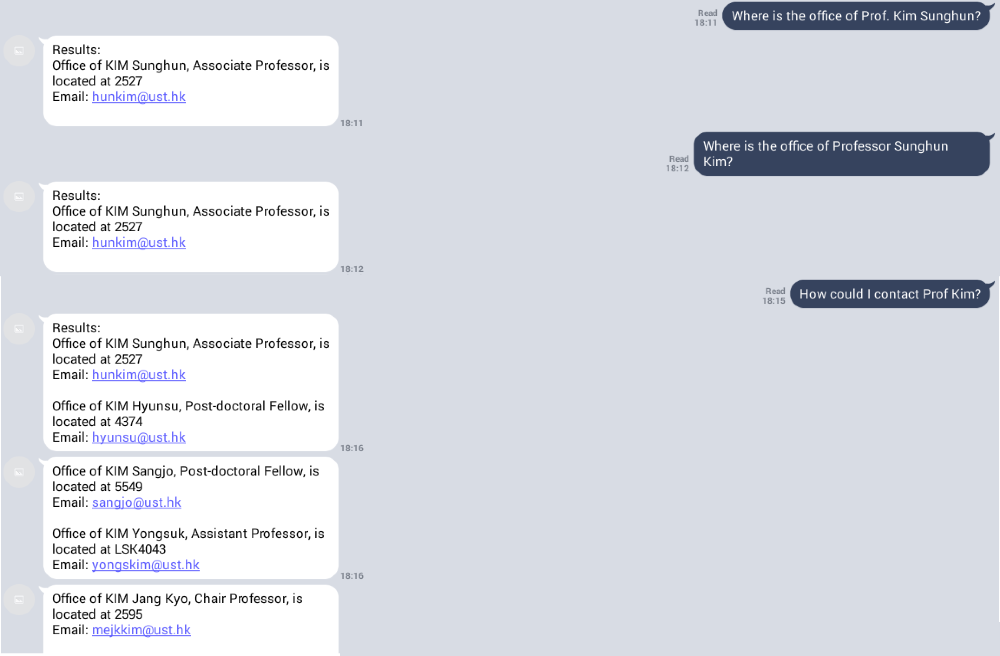 Where is the office of Prof. Kim Sunghun?
Read
18:11
Results:
Office of KIM Sunghun, Associate Professor, is
located at 2527
Email: hunkim@ust.hk
18:11
Where is the office of Professor Sunghun
Kim?
Read
18:12
Results:
Office of KIM Sunghun, Associate Professor, is
located at 2527
Email: hunkim@ust.hk
18:12
How could I contact Prof Kim?
Read
18:15
Results:
Office of KIM Sunghun, Associate Professor, is
located at 2527
Email: hunkim@ust.hk
Office of KIM Hyunsu, Post-doctoral Fellow, is
located at 4374
Email: hyunsu@ust.hk
18:16
Office of KIM Sangjo, Post-doctoral Fellow, is
located at 5549
Email: sangjo@ust.hk
Office of KIM Yongsuk, Assistant Professor, is
located at LSK4043
Email: yongskim@ust.hk
18:16
Office of KIM Jang Kyo, Chair Professor, is
located at 2595
Email: mejkkim@ust.hk